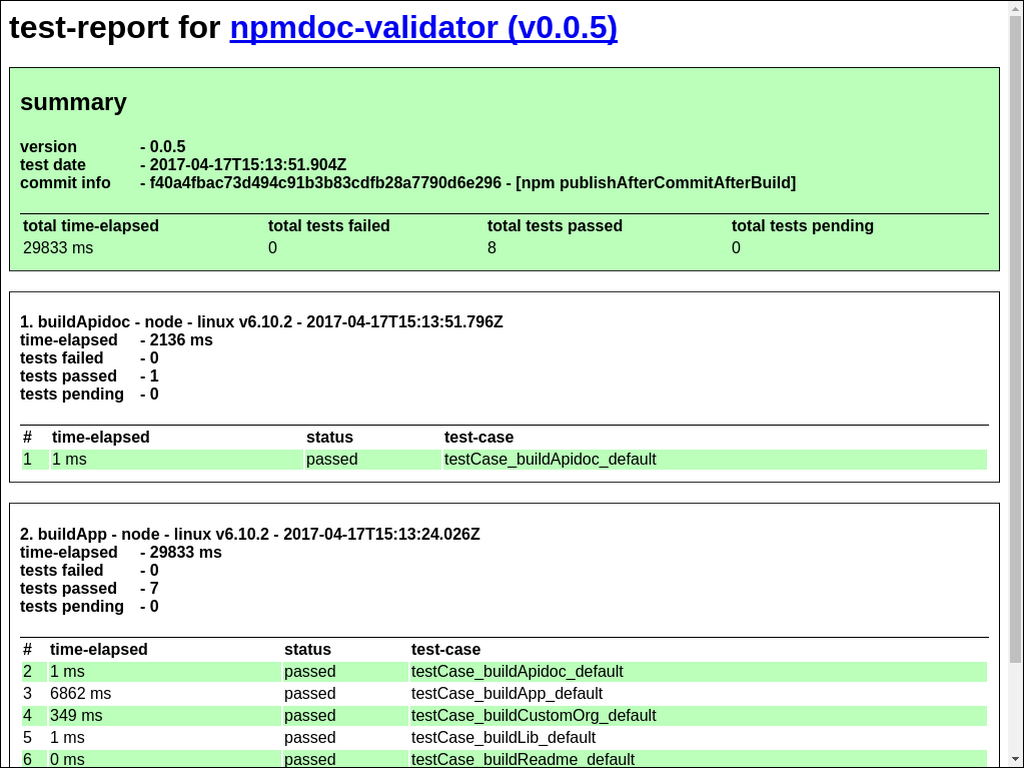 test-report for npmdoc-validator (v0.0.5)
summary
version - 0.0.5
test date - 2017-04-17T15:13:51.904Z
commit info - f40a4fbac73d494c91b3b83cdfb28a7790d6e296 - [npm publishAfterCommitAfterBuild]
total time-elapsed total tests failed total tests passed total tests pending
29833 ms 0 8 0
1. buildApidoc - node - linux v6.10.2 - 2017-04-17T15:13:51.796Z
time-elapsed - 2136 ms
tests failed - 0
tests passed - 1
tests pending - 0
# time-elapsed status test-case
1 1 ms passed testCase_buildApidoc_default
2. buildApp - node - linux v6.10.2 - 2017-04-17T15:13:24.026Z
time-elapsed - 29833 ms
tests failed - 0
tests passed - 7
tests pending - 0
# time-elapsed status test-case
2 1 ms passed testCase_buildApidoc_default
3 6862 ms passed testCase_buildApp_default
4 349 ms passed testCase_buildCustomOrg_default
5 1 ms passed testCase_buildLib_default
6 0 ms passed testCase_buildReadme_default